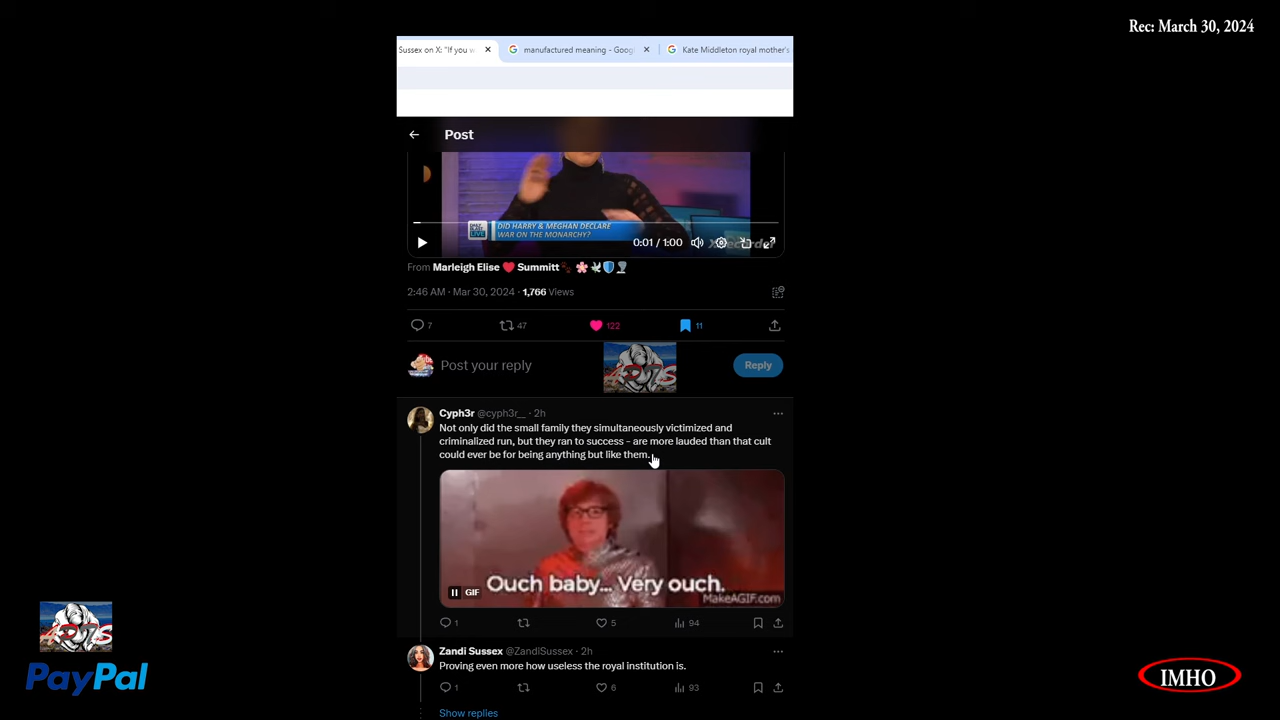 Rec: March 30, 2024
Sussex on X: "If you w
manufactured meaning - Goog
Kate Middleton royal mother's
Post
DID HARRY & MEGHAN DECLARE
WAR ON THE MONARCHY?
LIVE
0:01 / 1:00
From Marleigh Elise ❤️ Summitt 🐾 🌸🕊️🛡️🏆
2:46 AM · Mar 30, 2024 · 1,766 Views
7
47
122
11
Post your reply
Reply
Cyph3r @cyph3r__ · 2h
Not only did the small family they simultaneously victimized and
criminalized run, but they ran to success - are more lauded than that cult
could ever be for being anything but like them.
Ouch baby... Very ouch.
GIF
MakeAGIF.com
1
5
94
Zandi Sussex @ZandiSussex · 2h
Proving even more how useless the royal institution is.
1
6
93
Show replies
PayPal
IMHO